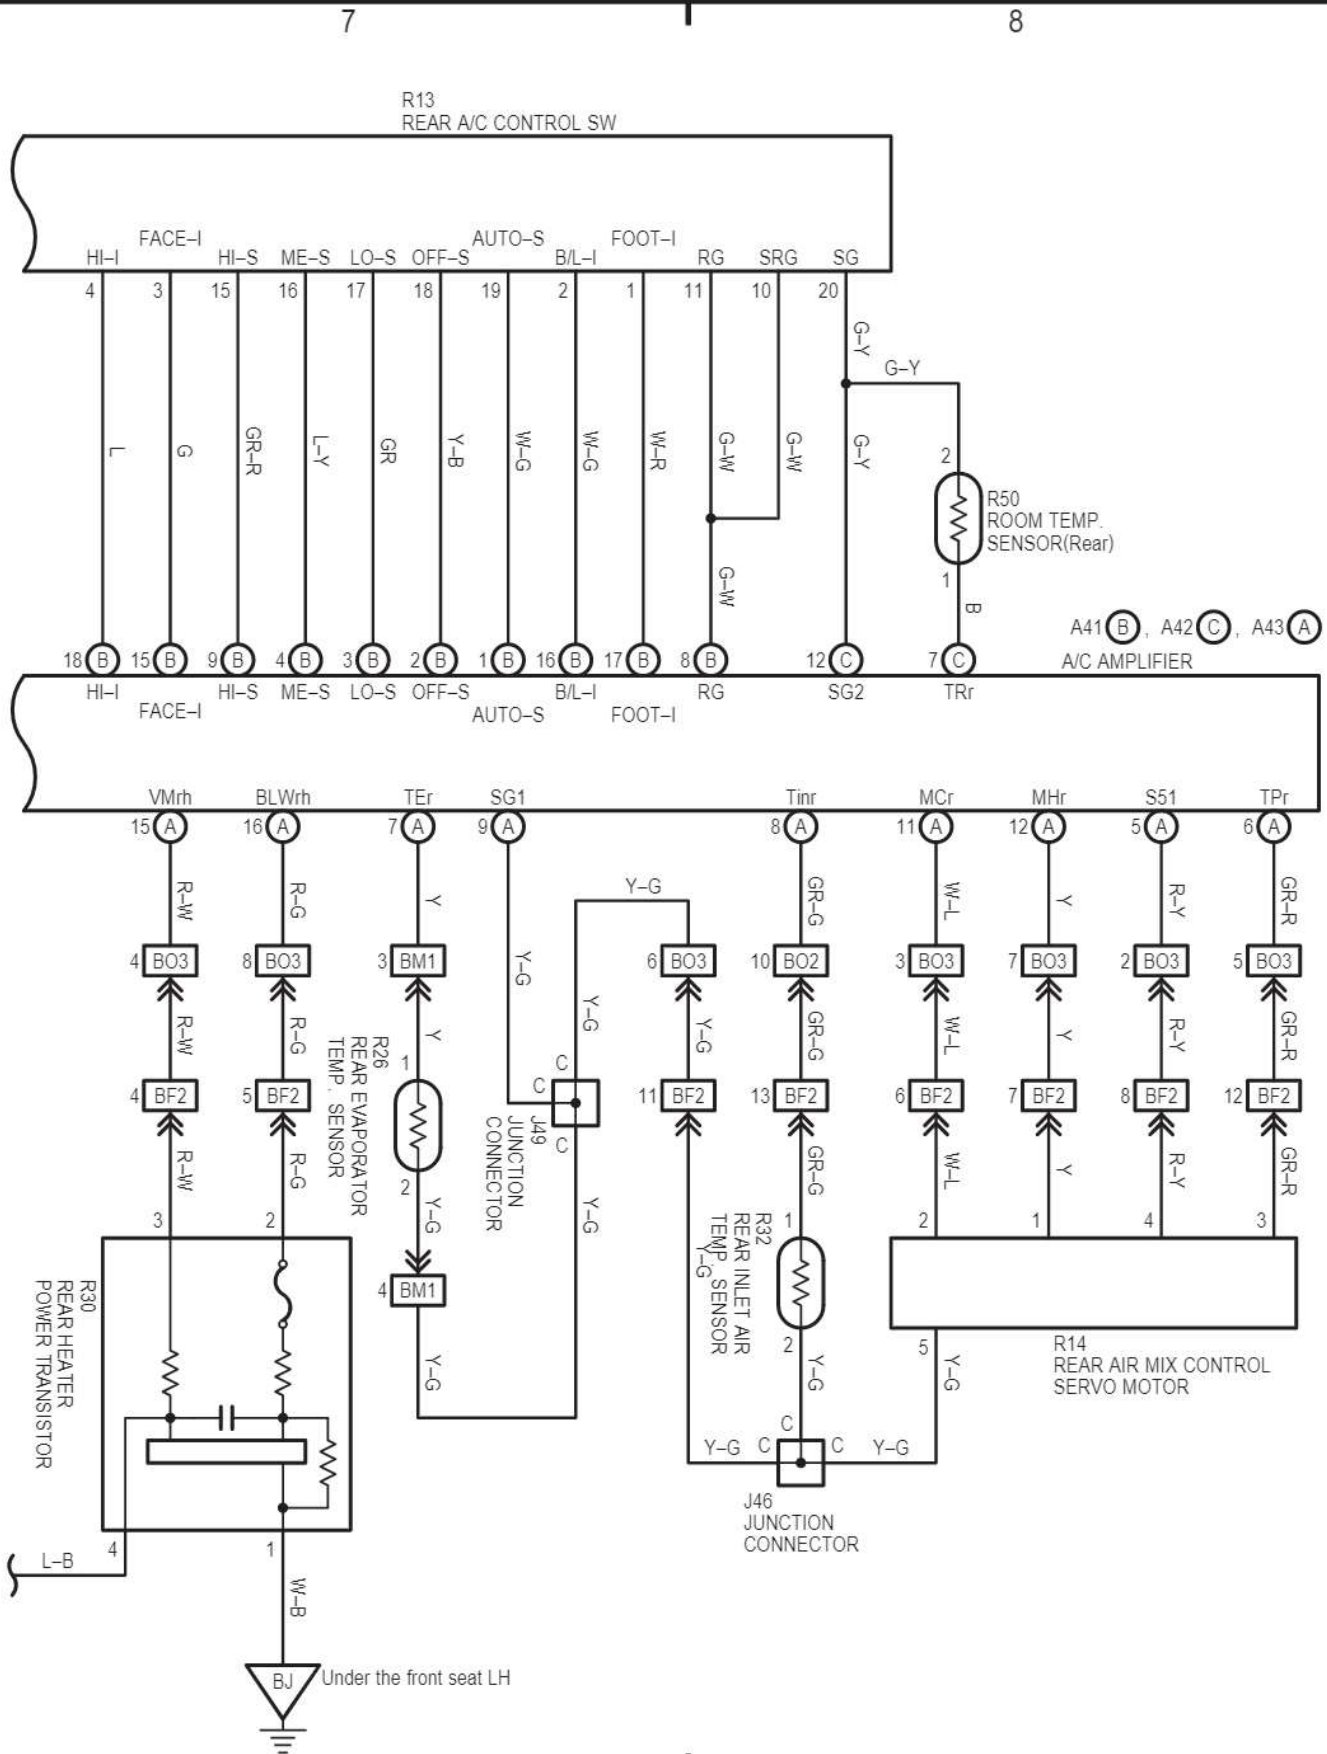 7 8
R13
REAR A/C CONTROL SW
FACE–I AUTO–S FOOT–I
HI–I HI–S ME–S LO–S OFF–S B/L–I RG SRG SG
4 3 15 16 17 18 19 2 1 11 10 20
G–Y
G–Y
L G GR–R L–Y GR Y–B W–G W–G W–R G–W G–W G–Y
2
R50
ROOM TEMP.
SENSOR(Rear)
G–W
1
B
A41 B , A42 C , A43 A
A/C AMPLIFIER
18 B 15 B 9 B 4 B 3 B 2 B 1 B 16 B 17 B 8 B 12 C 7 C
HI–I HI–S ME–S LO–S OFF–S B/L–I RG SG2 TRr
FACE–I AUTO–S FOOT–I
VMrh BLWrh TEr SG1 Tinr MCr MHr S51 TPr
15 A 16 A 7 A 9 A 8 A 11 A 12 A 5 A 6 A
Y–G
R–W R–G Y GR–G W–L Y R–Y GR–R
4 BO3 8 BO3 3 BM1 Y–G 6 BO3 10 BO2 3 BO3 7 BO3 2 BO3 5 BO3
Y–G
R–W R–G Y Y–G GR–G W–L Y R–Y GR–R
R26
REAR EVAPORATOR
TEMP. SENSOR
1
C
C
4 BF2 5 BF2 11 BF2 13 BF2 6 BF2 7 BF2 8 BF2 12 BF2
J49
JUNCTION
CONNECTOR
C
R–W R–G GR–G W–L Y R–Y GR–R
2
Y–G Y–G
3 2 1 2 1 4 3
R32
REAR INLET AIR
TEMP. SENSOR
Y–G
4 BM1
R30
REAR HEATER
POWER TRANSISTOR
2 5
R14
REAR AIR MIX CONTROL
SERVO MOTOR
Y–G Y–G Y–G
C
Y–G C C Y–G
J46
JUNCTION
CONNECTOR
4 1
L–B
W–B
BJ Under the front seat LH